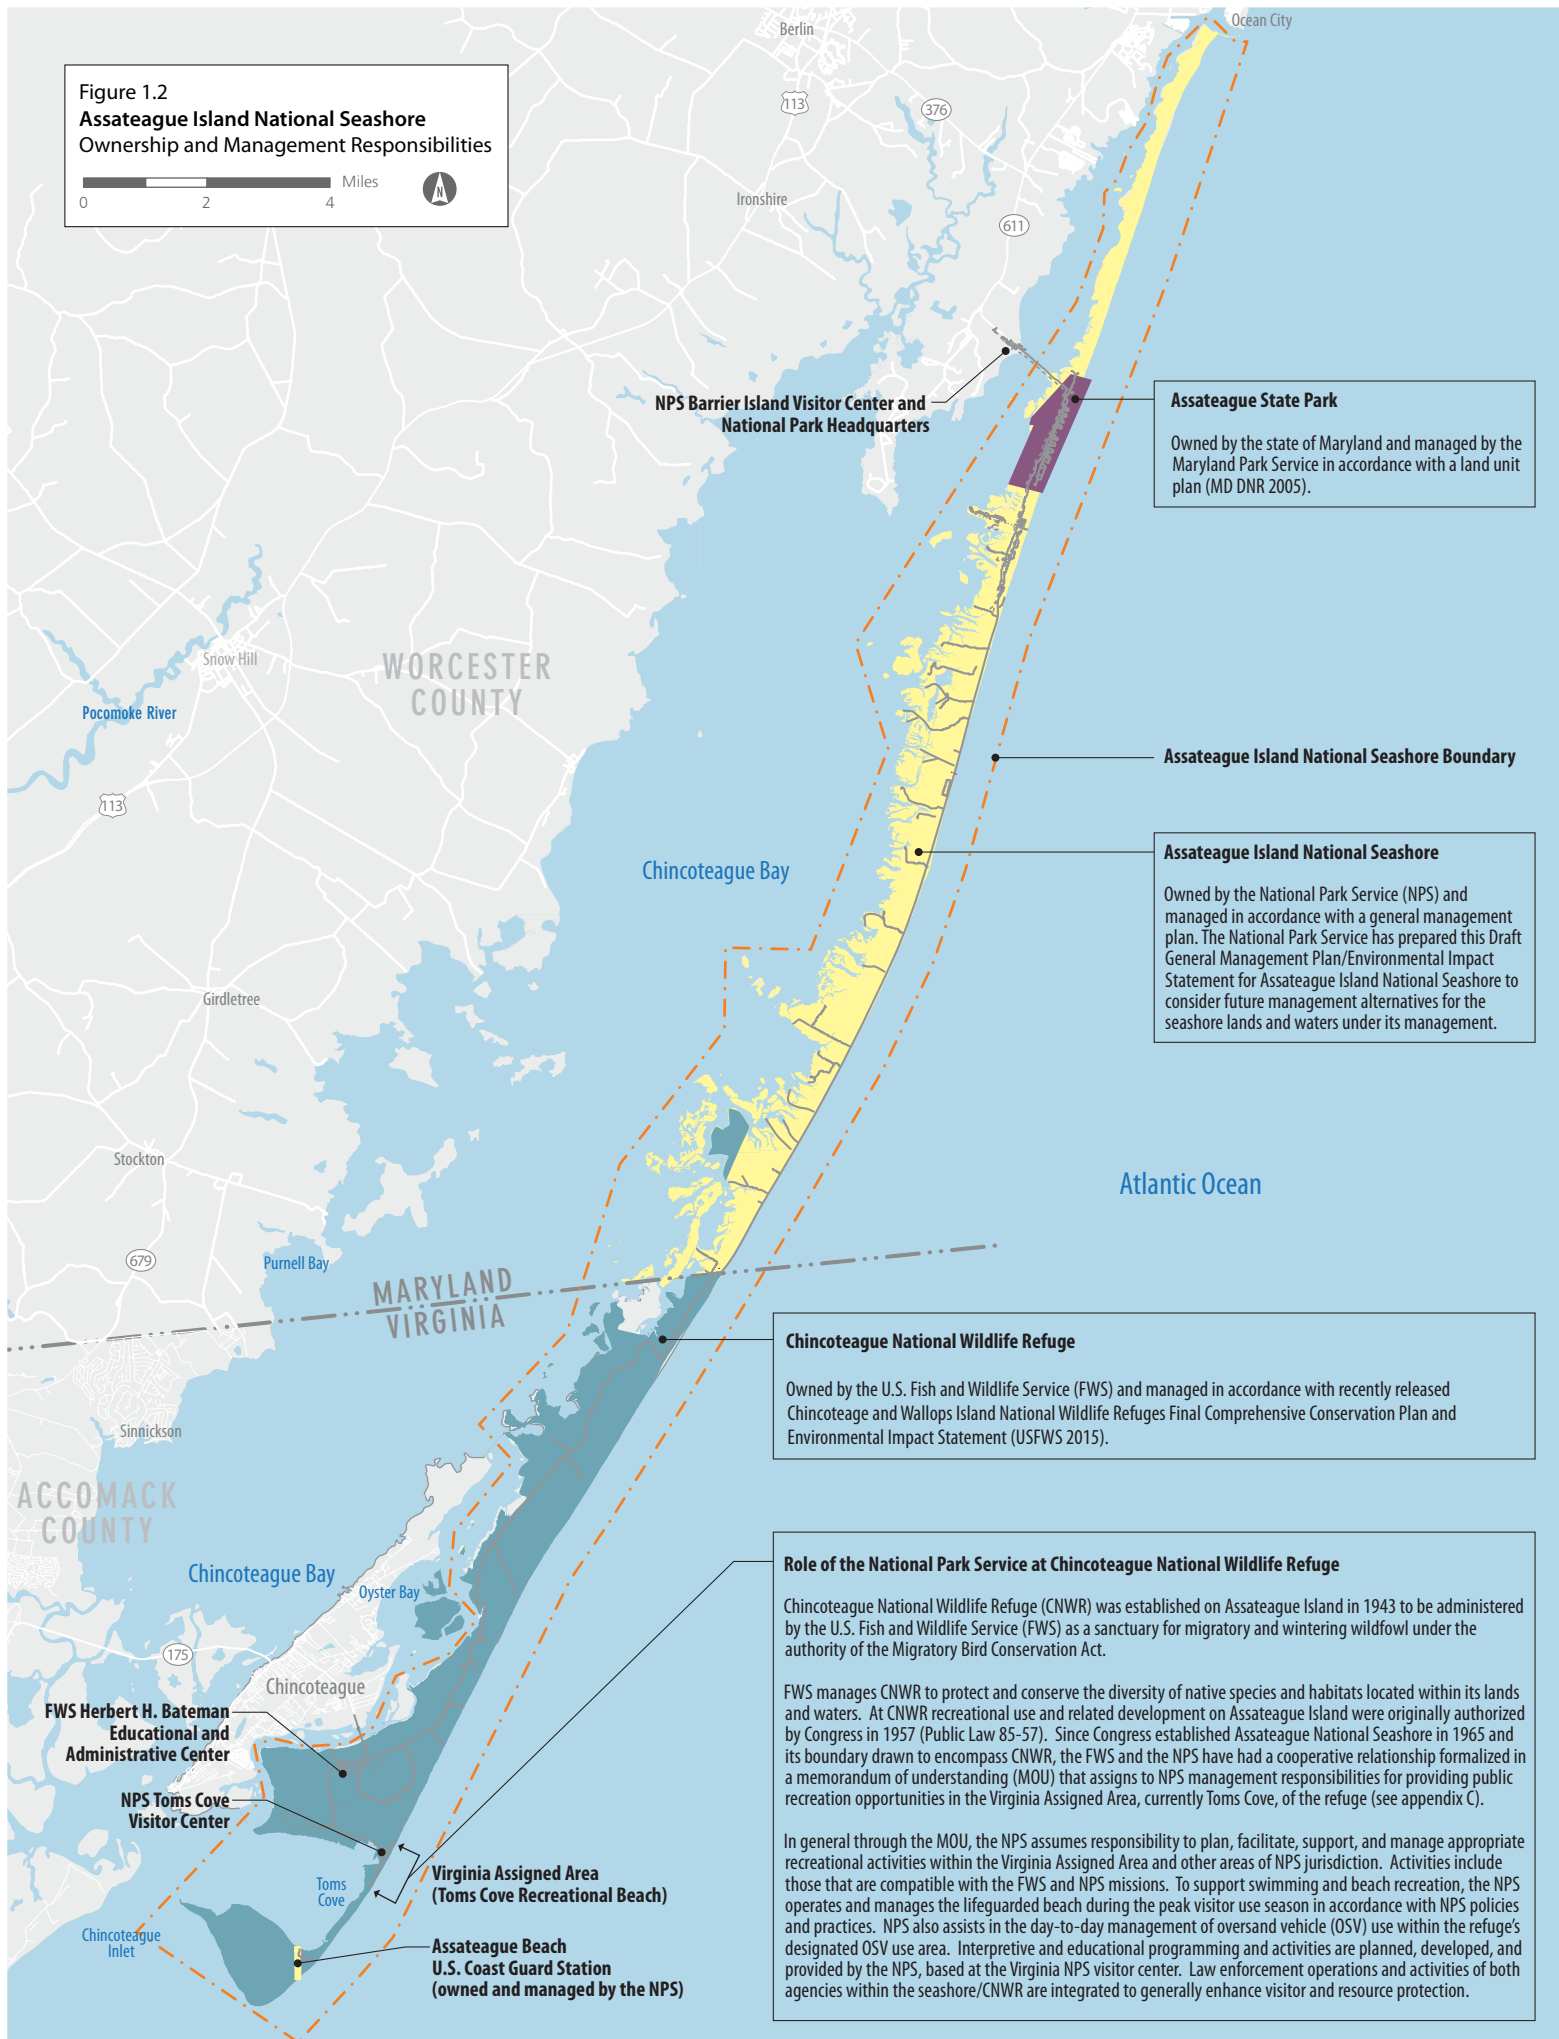 Ocean City
Berlin
Figure 1.2
Assateague Island National Seashore
Ownership and Management Responsibilities
Miles
0 2 4
N
113
376
Ironshire
611
NPS Barrier Island Visitor Center and
National Park Headquarters
Assateague State Park
Owned by the state of Maryland and managed by the
Maryland Park Service in accordance with a land unit
plan (MD DNR 2005).
Snow Hill
WORCESTER
COUNTY
Pocomoke River
Assateague Island National Seashore Boundary
113
Chincoteague Bay
Assateague Island National Seashore
Owned by the National Park Service (NPS) and
managed in accordance with a general management
plan. The National Park Service has prepared this Draft
General Management Plan/Environmental Impact
Statement for Assateague Island National Seashore to
consider future management alternatives for the
seashore lands and waters under its management.
Girdletree
Stockton
Atlantic Ocean
679
Purnell Bay
MARYLAND
VIRGINIA
Chincoteague National Wildlife Refuge
Owned by the U.S. Fish and Wildlife Service (FWS) and managed in accordance with recently released
Chincoteage and Wallops Island National Wildlife Refuges Final Comprehensive Conservation Plan and
Environmental Impact Statement (USFWS 2015).
Sinnickson
ACCOMACK
COUNTY
Chincoteague Bay
Oyster Bay
175
Chincoteague
Role of the National Park Service at Chincoteague National Wildlife Refuge
Chincoteague National Wildlife Refuge (CNWR) was established on Assateague Island in 1943 to be administered
by the U.S. Fish and Wildlife Service (FWS) as a sanctuary for migratory and wintering wildfowl under the
authority of the Migratory Bird Conservation Act.
FWS manages CNWR to protect and conserve the diversity of native species and habitats located within its lands
and waters. At CNWR recreational use and related development on Assateague Island were originally authorized
by Congress in 1957 (Public Law 85-57). Since Congress established Assateague National Seashore in 1965 and
its boundary drawn to encompass CNWR, the FWS and the NPS have had a cooperative relationship formalized in
a memorandum of understanding (MOU) that assigns to NPS management responsibilities for providing public
recreation opportunities in the Virginia Assigned Area, currently Toms Cove, of the refuge (see appendix C).
In general through the MOU, the NPS assumes responsibility to plan, facilitate, support, and manage appropriate
recreational activities within the Virginia Assigned Area and other areas of NPS jurisdiction. Activities include
those that are compatible with the FWS and NPS missions. To support swimming and beach recreation, the NPS
operates and manages the lifeguarded beach during the peak visitor use season in accordance with NPS policies
and practices. NPS also assists in the day-to-day management of oversand vehicle (OSV) use within the refuge's
designated OSV use area. Interpretive and educational programming and activities are planned, developed, and
provided by the NPS, based at the Virginia NPS visitor center. Law enforcement operations and activities of both
agencies within the seashore/CNWR are integrated to generally enhance visitor and resource protection.
FWS Herbert H. Bateman
Educational and
Administrative Center
NPS Toms Cove
Visitor Center
Toms
Cove
Virginia Assigned Area
(Toms Cove Recreational Beach)
Chincoteague
Inlet
Assateague Beach
U.S. Coast Guard Station
(owned and managed by the NPS)